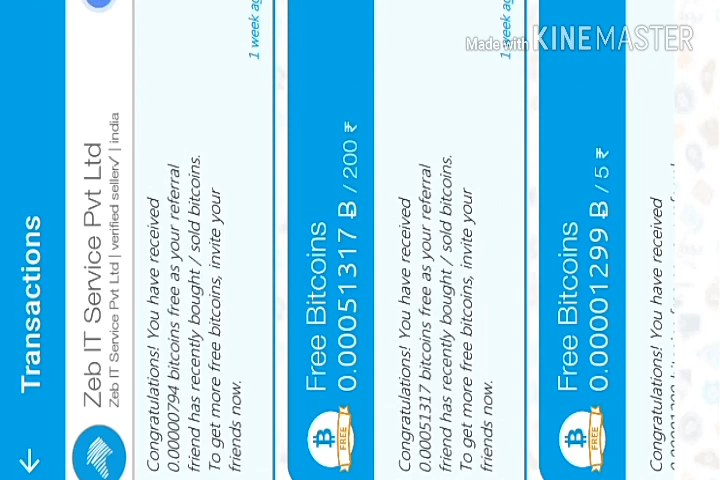 Made with KINEMASTER
Transactions
Zeb IT Service Pvt Ltd
Zeb IT Service Pvt Ltd | verified seller✓ | india
Congratulations! You have received
0.00000794 bitcoins free as your referral
friend has recently bought / sold bitcoins.
To get more free bitcoins, invite your
friends now.
1 week ag
Free Bitcoins
0.00051317 Ƀ / 200 ₹
FREE
Congratulations! You have received
0.00051317 bitcoins free as your referral
friend has recently bought / sold bitcoins.
To get more free bitcoins, invite your
friends now.
1 week ag
Free Bitcoins
0.00001299 Ƀ / 5 ₹
FREE
Congratulations! You have received